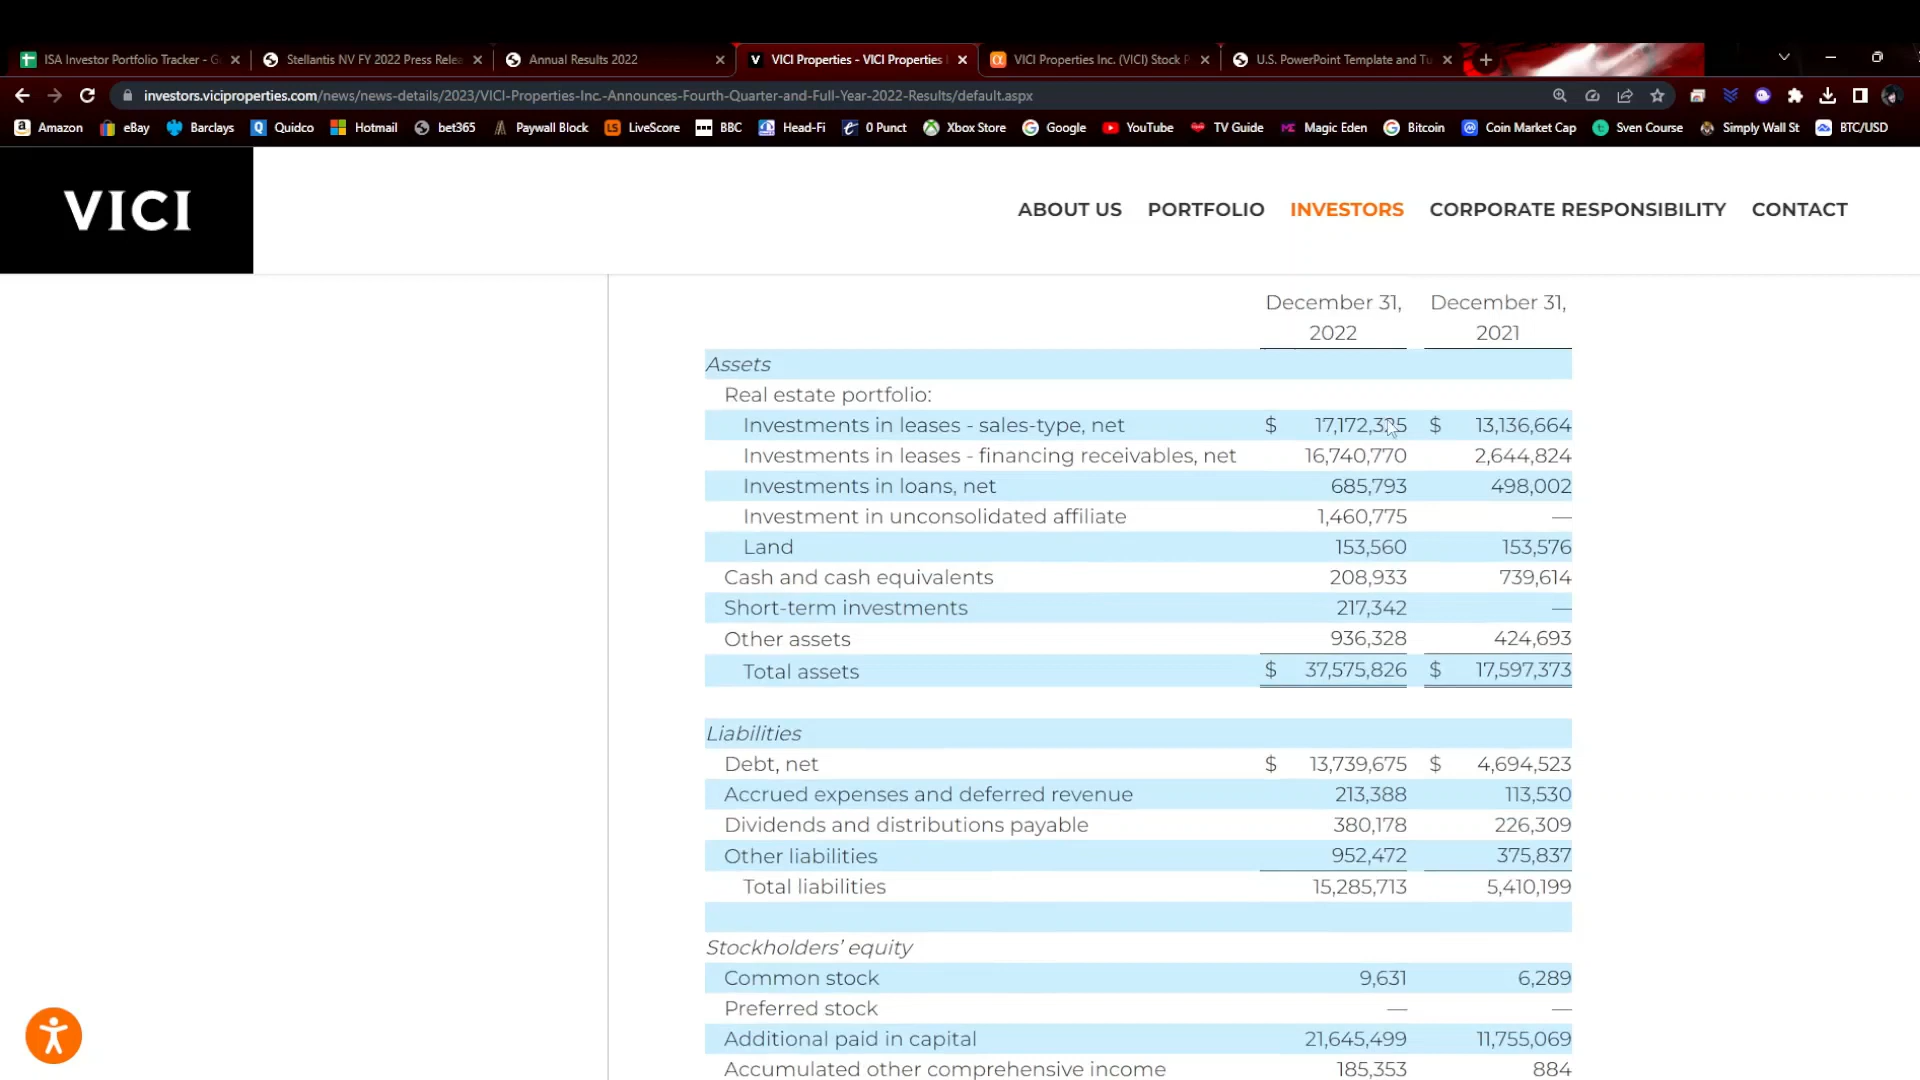 ISA Investor Portfolio Tracker - G
Stellantis NV FY 2022 Press Relea
Annual Results 2022
VICI Properties - VICI Properties
VICI Properties Inc. (VICI) Stock P
U.S. PowerPoint Template and Tu
investors.viciproperties.com/news/news-details/2023/VICI-Properties-Inc.-Announces-Fourth-Quarter-and-Full-Year-2022-Results/default.aspx
Amazon eBay Barclays Quidco Hotmail bet365 Paywall Block LiveScore BBC Head-Fi 0 Punct Xbox Store Google YouTube TV Guide Magic Eden Bitcoin Coin Market Cap Sven Course Simply Wall St BTC/USD
VICI
ABOUT US PORTFOLIO INVESTORS CORPORATE RESPONSIBILITY CONTACT
December 31, 2022 December 31, 2021
Assets
Real estate portfolio:
Investments in leases - sales-type, net $ 17,172,325 $ 13,136,664
Investments in leases - financing receivables, net 16,740,770 2,644,824
Investments in loans, net 685,793 498,002
Investment in unconsolidated affiliate 1,460,775 —
Land 153,560 153,576
Cash and cash equivalents 208,933 739,614
Short-term investments 217,342 —
Other assets 936,328 424,693
Total assets $ 37,575,826 $ 17,597,373
Liabilities
Debt, net $ 13,739,675 $ 4,694,523
Accrued expenses and deferred revenue 213,388 113,530
Dividends and distributions payable 380,178 226,309
Other liabilities 952,472 375,837
Total liabilities 15,285,713 5,410,199
Stockholders' equity
Common stock 9,631 6,289
Preferred stock — —
Additional paid in capital 21,645,499 11,755,069
Accumulated other comprehensive income 185,353 884